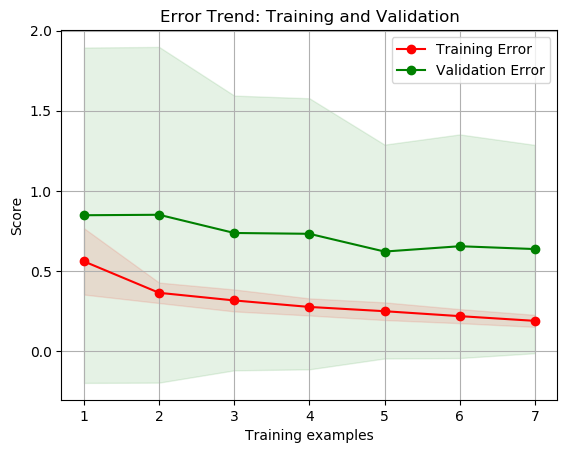 Error Trend: Training and Validation
Training Error
Validation Error
2.0
1.5
1.0
0.5
0.0
Score
1 2 3 4 5 6 7
Training examples